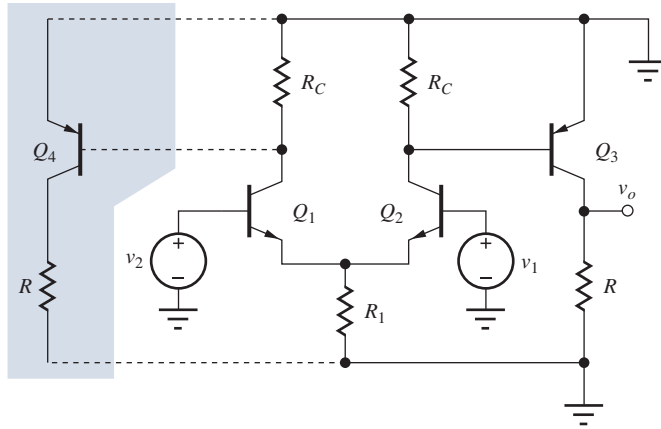 R_C
R_C
Q_4
Q_3
Q_1
Q_2
v_o
+
+
v_2
v_1
−
−
R
R_1
R